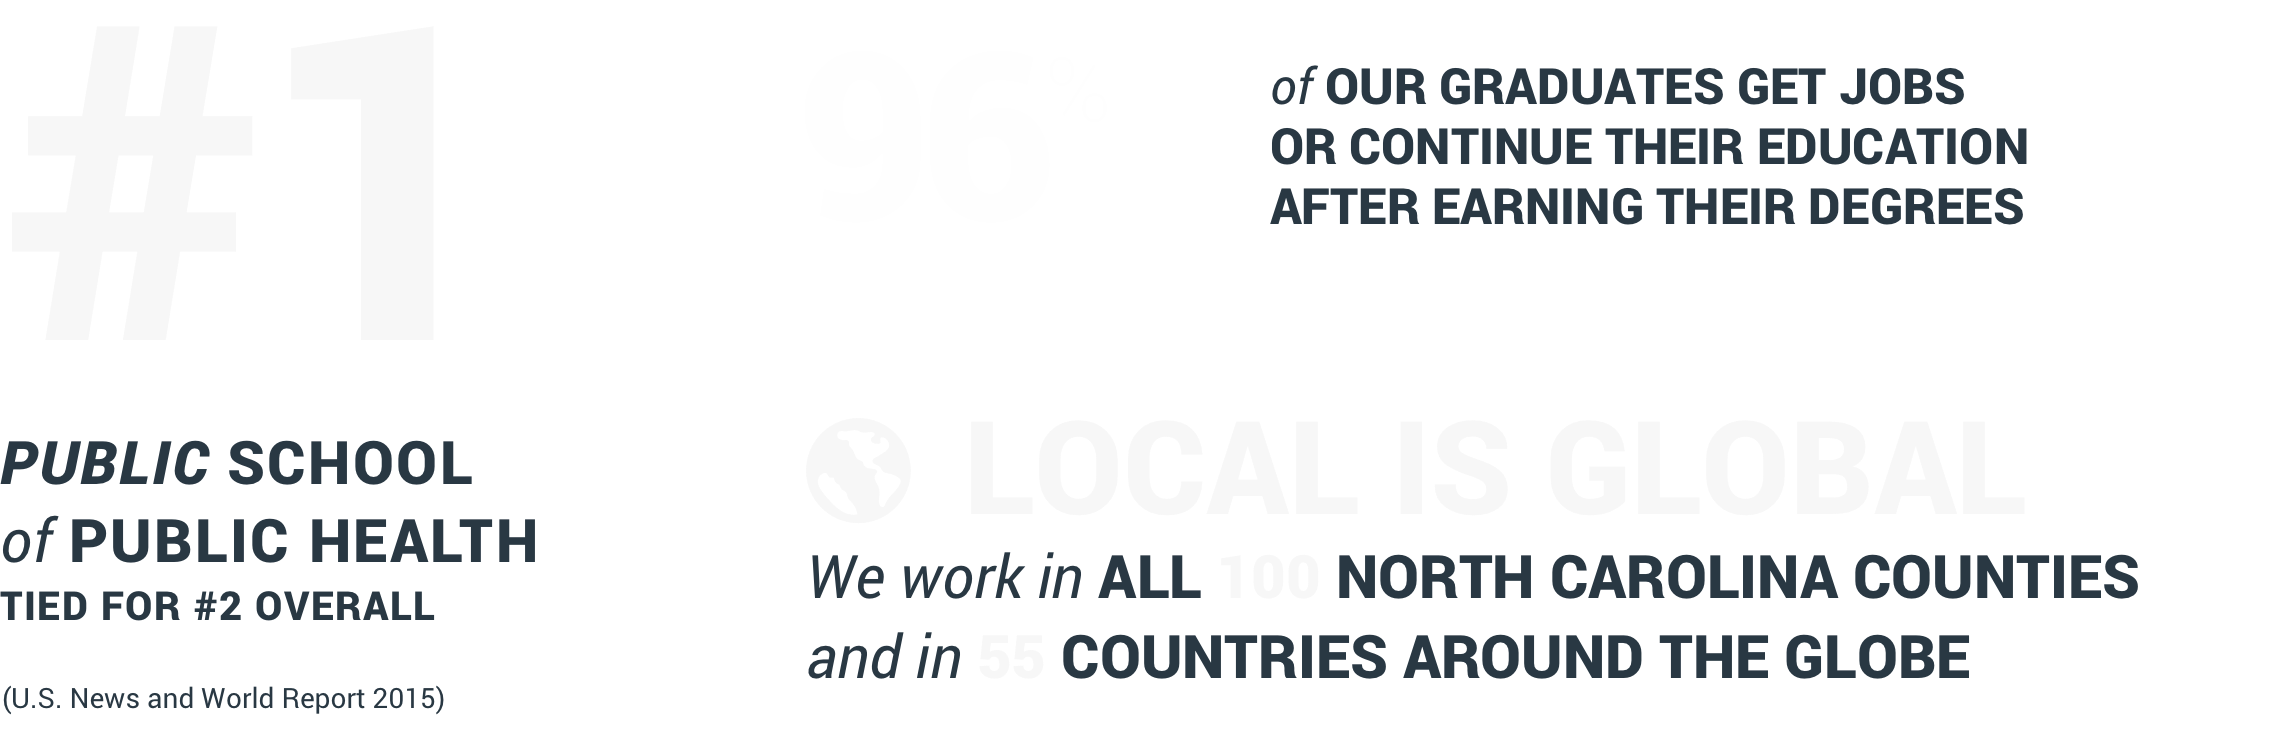 #1
PUBLIC SCHOOL
of PUBLIC HEALTH
TIED FOR #2 OVERALL
(U.S. News and World Report 2015)
96
of OUR GRADUATES GET JOBS
OR CONTINUE THEIR EDUCATION
AFTER EARNING THEIR DEGREES
LOCAL IS GLOBAL
We work in ALL 100 NORTH CAROLINA COUNTIES
and in 55 COUNTRIES AROUND THE GLOBE